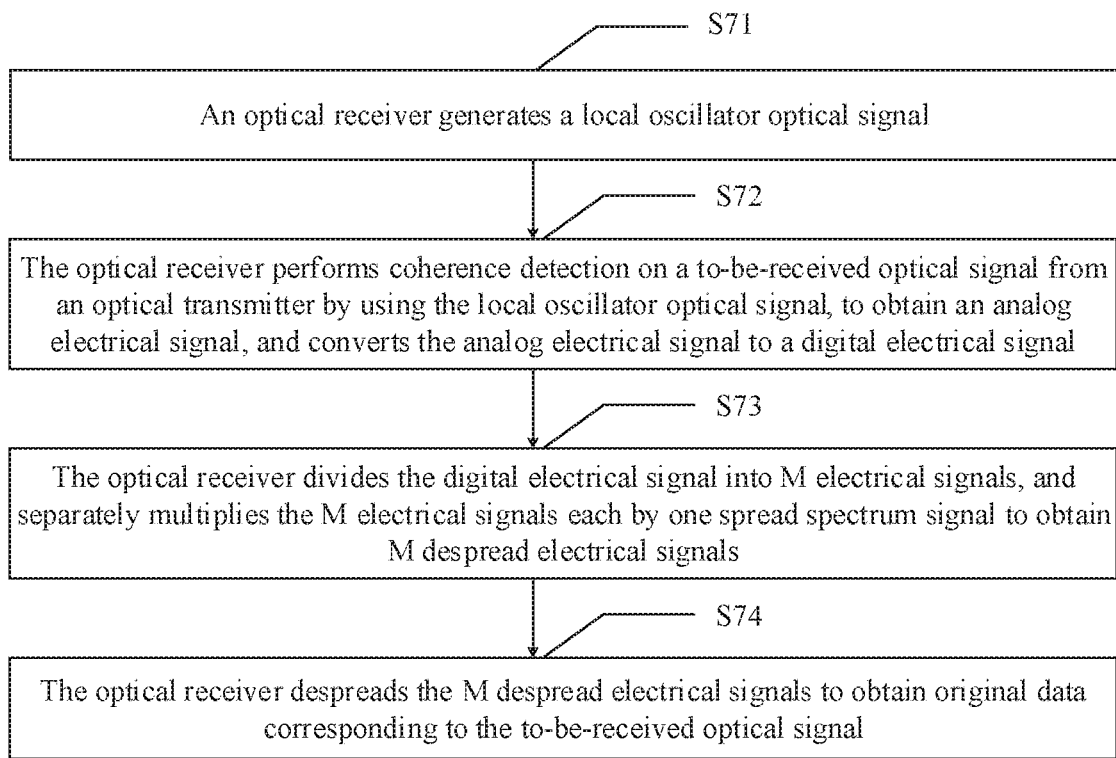 S71
An optical receiver generates a local oscillator optical signal
S72
The optical receiver performs coherence detection on a to-be-received optical signal from
an optical transmitter by using the local oscillator optical signal, to obtain an analog
electrical signal, and converts the analog electrical signal to a digital electrical signal
S73
The optical receiver divides the digital electrical signal into M electrical signals, and
separately multiplies the M electrical signals each by one spread spectrum signal to obtain
M despread electrical signals
S74
The optical receiver despreads the M despread electrical signals to obtain original data
corresponding to the to-be-received optical signal